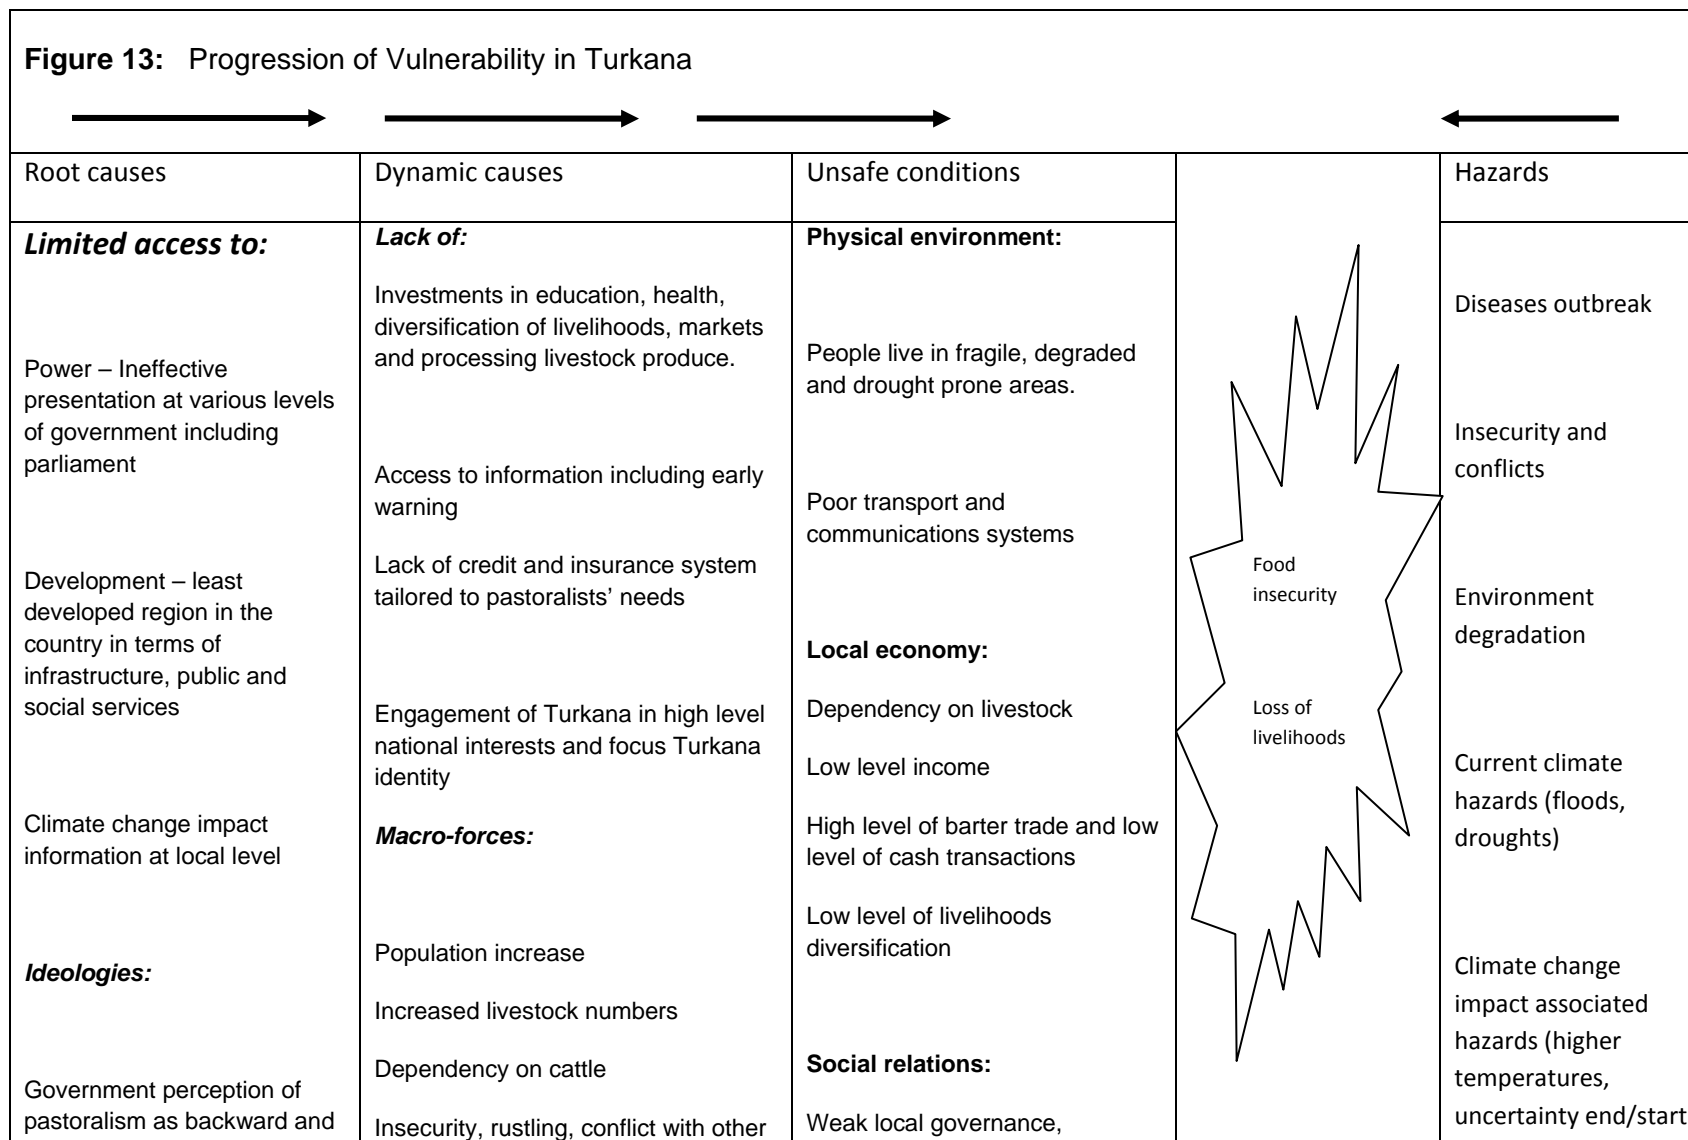 Figure 13: Progression of Vulnerability in Turkana
Root causes
Dynamic causes
Unsafe conditions
Hazards
Limited access to:
Power – Ineffective
presentation at various levels
of government including
parliament
Development – least
developed region in the
country in terms of
infrastructure, public and
social services
Climate change impact
information at local level
Ideologies:
Government perception of
pastoralism as backward and
Lack of:
Investments in education, health,
diversification of livelihoods, markets
and processing livestock produce.
Access to information including early
warning
Lack of credit and insurance system
tailored to pastoralists’ needs
Engagement of Turkana in high level
national interests and focus Turkana
identity
Macro-forces:
Population increase
Increased livestock numbers
Dependency on cattle
Insecurity, rustling, conflict with other
Physical environment:
People live in fragile, degraded
and drought prone areas.
Poor transport and
communications systems
Local economy:
Dependency on livestock
Low level income
High level of barter trade and low
level of cash transactions
Low level of livelihoods
diversification
Social relations:
Weak local governance,
Food
insecurity
Loss of
livelihoods
Diseases outbreak
Insecurity and
conflicts
Environment
degradation
Current climate
hazards (floods,
droughts)
Climate change
impact associated
hazards (higher
temperatures,
uncertainty end/start